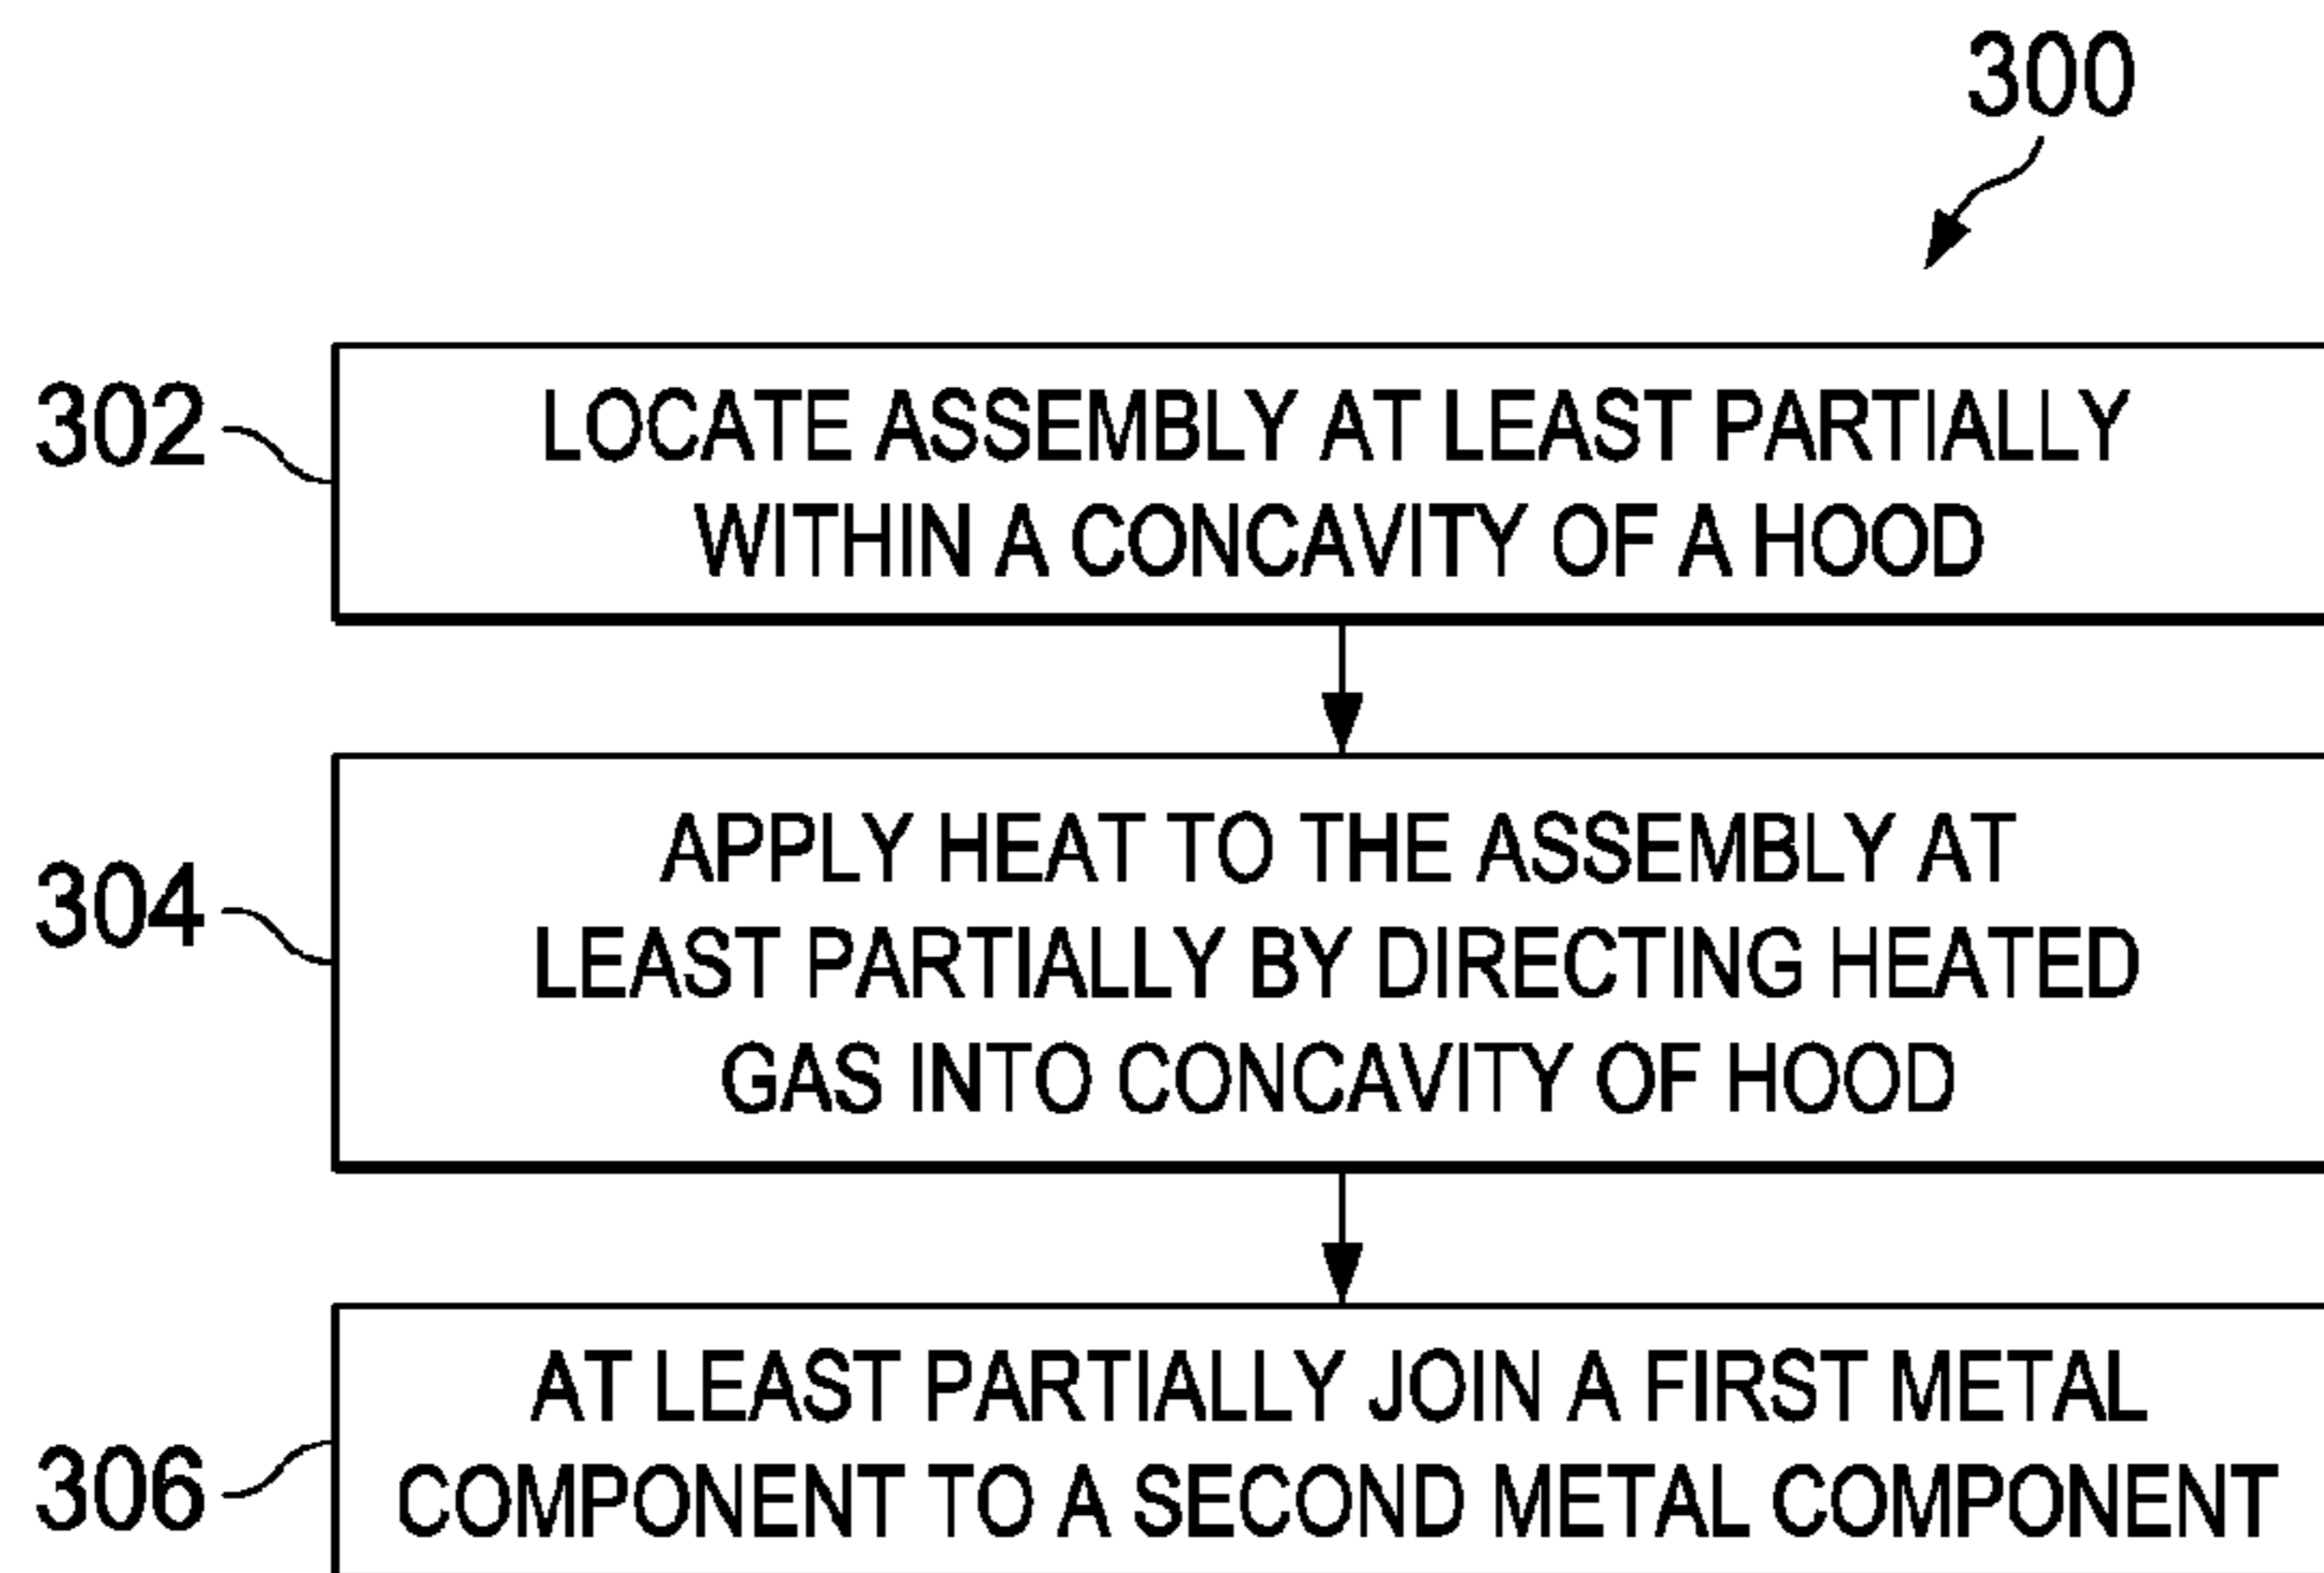 300
302
LOCATE ASSEMBLY AT LEAST PARTIALLY
WITHIN A CONCAVITY OF A HOOD
304
APPLY HEAT TO THE ASSEMBLY AT
LEAST PARTIALLY BY DIRECTING HEATED
GAS INTO CONCAVITY OF HOOD
306
AT LEAST PARTIALLY JOIN A FIRST METAL
COMPONENT TO A SECOND METAL COMPONENT